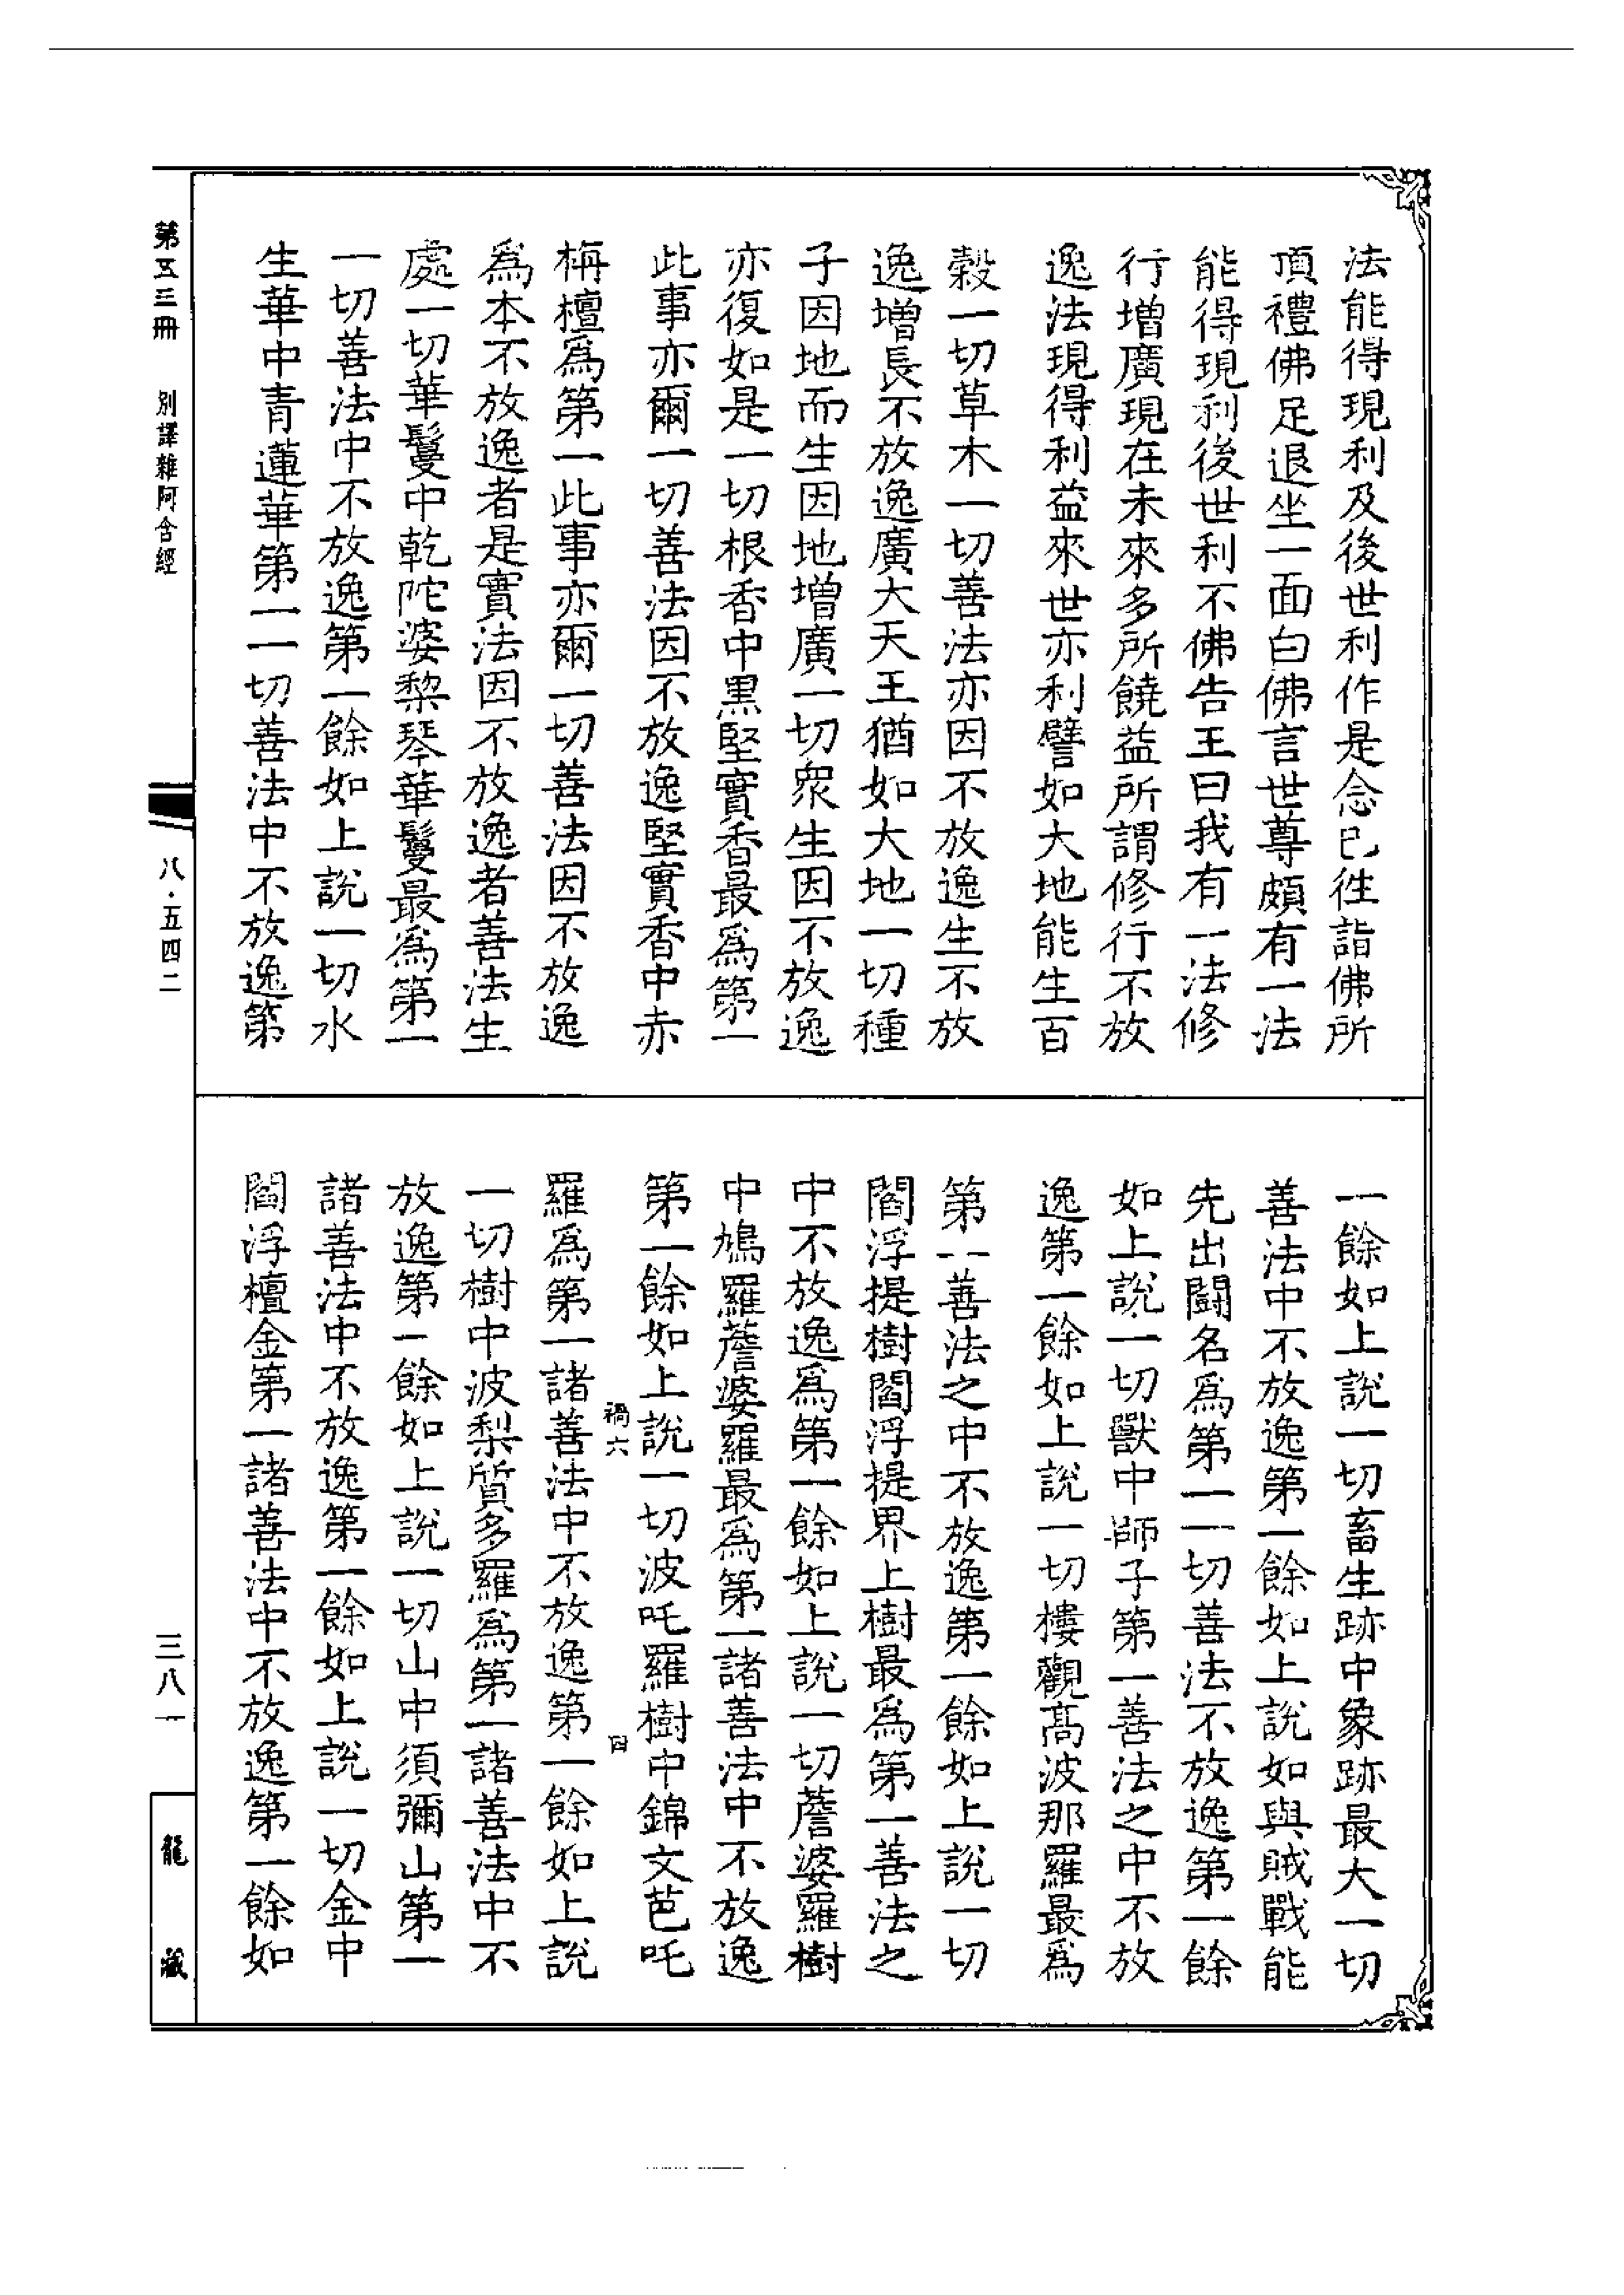 法能得現利及後世利作是念已徃詣佛所
頂禮佛足退坐一面白佛言世尊頗有一法
能得現利後世利不佛告王曰我有一法修
行增廣現在未來多所饒益所謂修行不放
逸法現得利益來世亦利譬如大地能生百
穀一切草木一切善法亦因不放逸生不放
逸增長不放逸廣大天王猶如大地一切種
子因地而生因地增廣一切眾生因不放逸
亦復如是一切根香中黑堅實香最爲第一
此事亦爾一切善法因不放逸堅實香中赤
栴檀爲第一此事亦爾一切善法因不放逸
爲本不放逸者是實法因不放逸者善法生
處一切華鬘中乾陀婆梨琴華鬘最爲第一
一切善法中不放逸第一餘如上說一切水
生華中青蓮華第一一切善法中不放逸第
一餘如上說一切畜生跡中象跡最大一切
善法中不放逸第一餘如上說如與賊戰能
先出鬪名爲第一一切善法不放逸第一餘
如上說一切獸中師子第一善法之中不放
逸第一餘如上說一切樓觀高波那羅最爲
第一善法之中不放逸第一餘如上說一切
閻浮提樹閻浮提界上樹最爲第一善法之
中不放逸爲第一餘如上說一切薝婆羅樹
中鳩羅薝婆羅最爲第一諸善法中不放逸
第一餘如上說一切波吒羅樹中錦文芭吒
禍六 四
羅爲第一諸善法中不放逸第一餘如上說
一切樹中波梨質多羅爲第一諸善法中不
放逸第一餘如上說一切山中須彌山第一
諸善法中不放逸第一餘如上說一切金中
閻浮檀金第一諸善法中不放逸第一餘如
第五三冊 別譯雜阿含經
八·五四二
三八一
龍藏